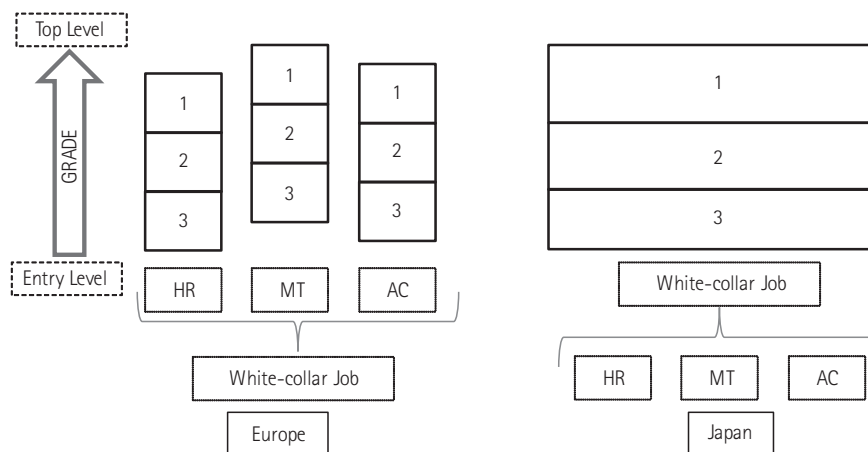 Top Level
GRADE
Entry Level
1
2
3
1
2
3
1
2
3
HR
MT
AC
White-collar Job
Europe
1
2
3
White-collar Job
HR
MT
AC
Japan